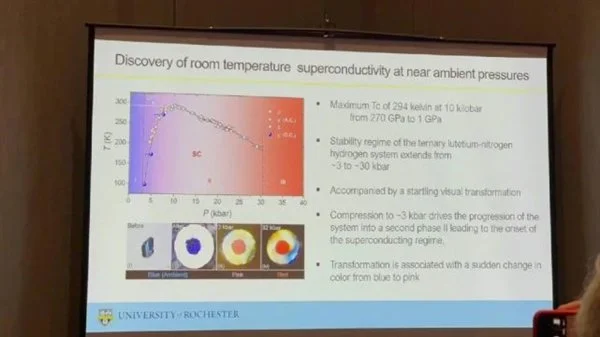 Discovery of room temperature superconductivity at near ambient pressures
Maximum Tc of 294 kelvin at 10 kilobar
from 270 GPa to 1 GPa
Stability regime of the ternary lutetium-nitrogen
hydrogen system extends from
~3 to ~30 kbar
Accompanied by a startling visual transformation
Compression to ~3 kbar drives the progression of the
system into a second phase II leading to the onset of
the superconducting regime.
Transformation is associated with a sudden change in
color from blue to pink
T (K)
300
250
200
150
100
SC
II
III
0 5 10 15 20 25 30 35 40
P (kbar)
Before
32 kbar
Blue (Ambient)
Pink
Red
UNIVERSITY of ROCHESTER